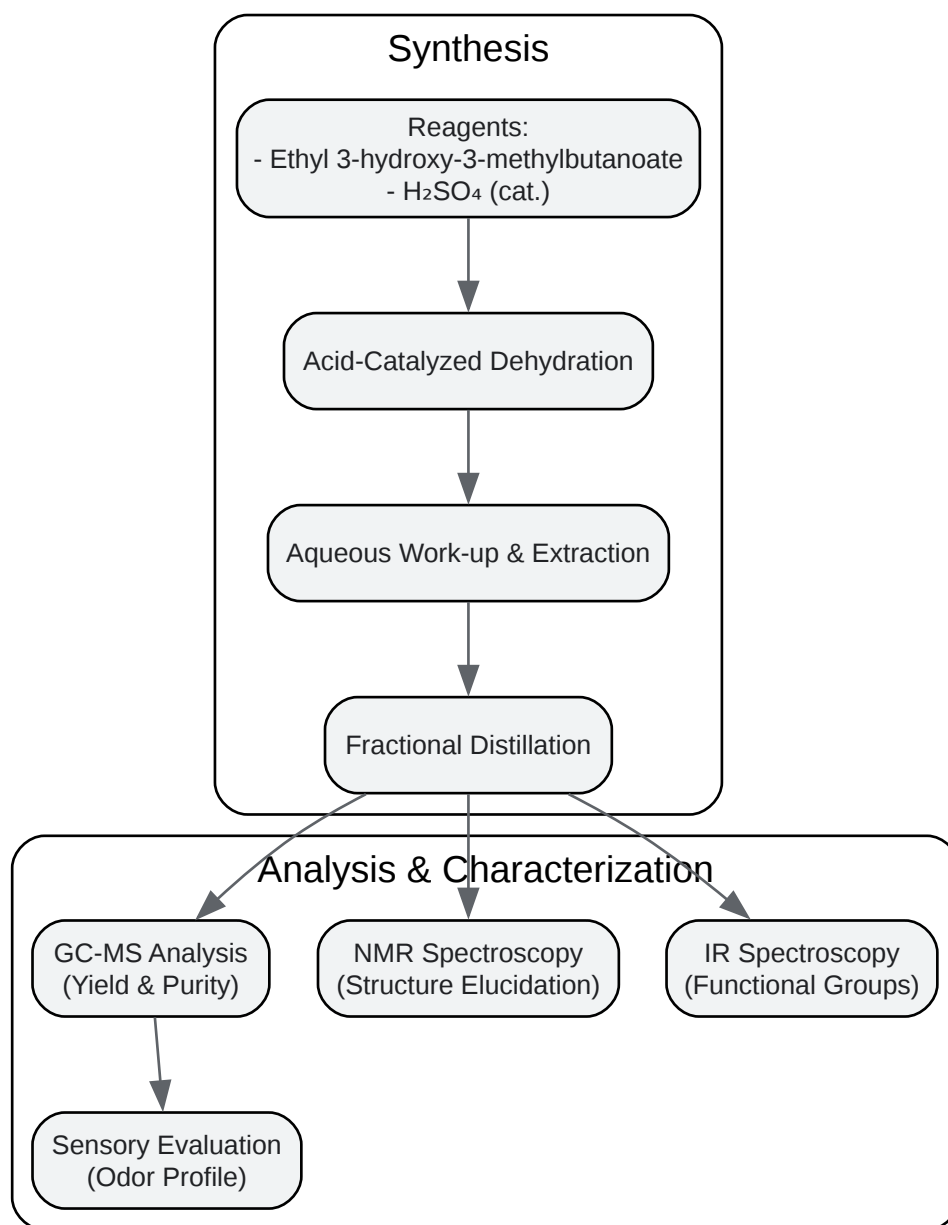 Synthesis
Reagents:
- Ethyl 3-hydroxy-3-methylbutanoate
- H₂SO₄ (cat.)
Acid-Catalyzed Dehydration
Aqueous Work-up & Extraction
Fractional Distillation
Analysis & Characterization
GC-MS Analysis
(Yield & Purity)
NMR Spectroscopy
(Structure Elucidation)
IR Spectroscopy
(Functional Groups)
Sensory Evaluation
(Odor Profile)